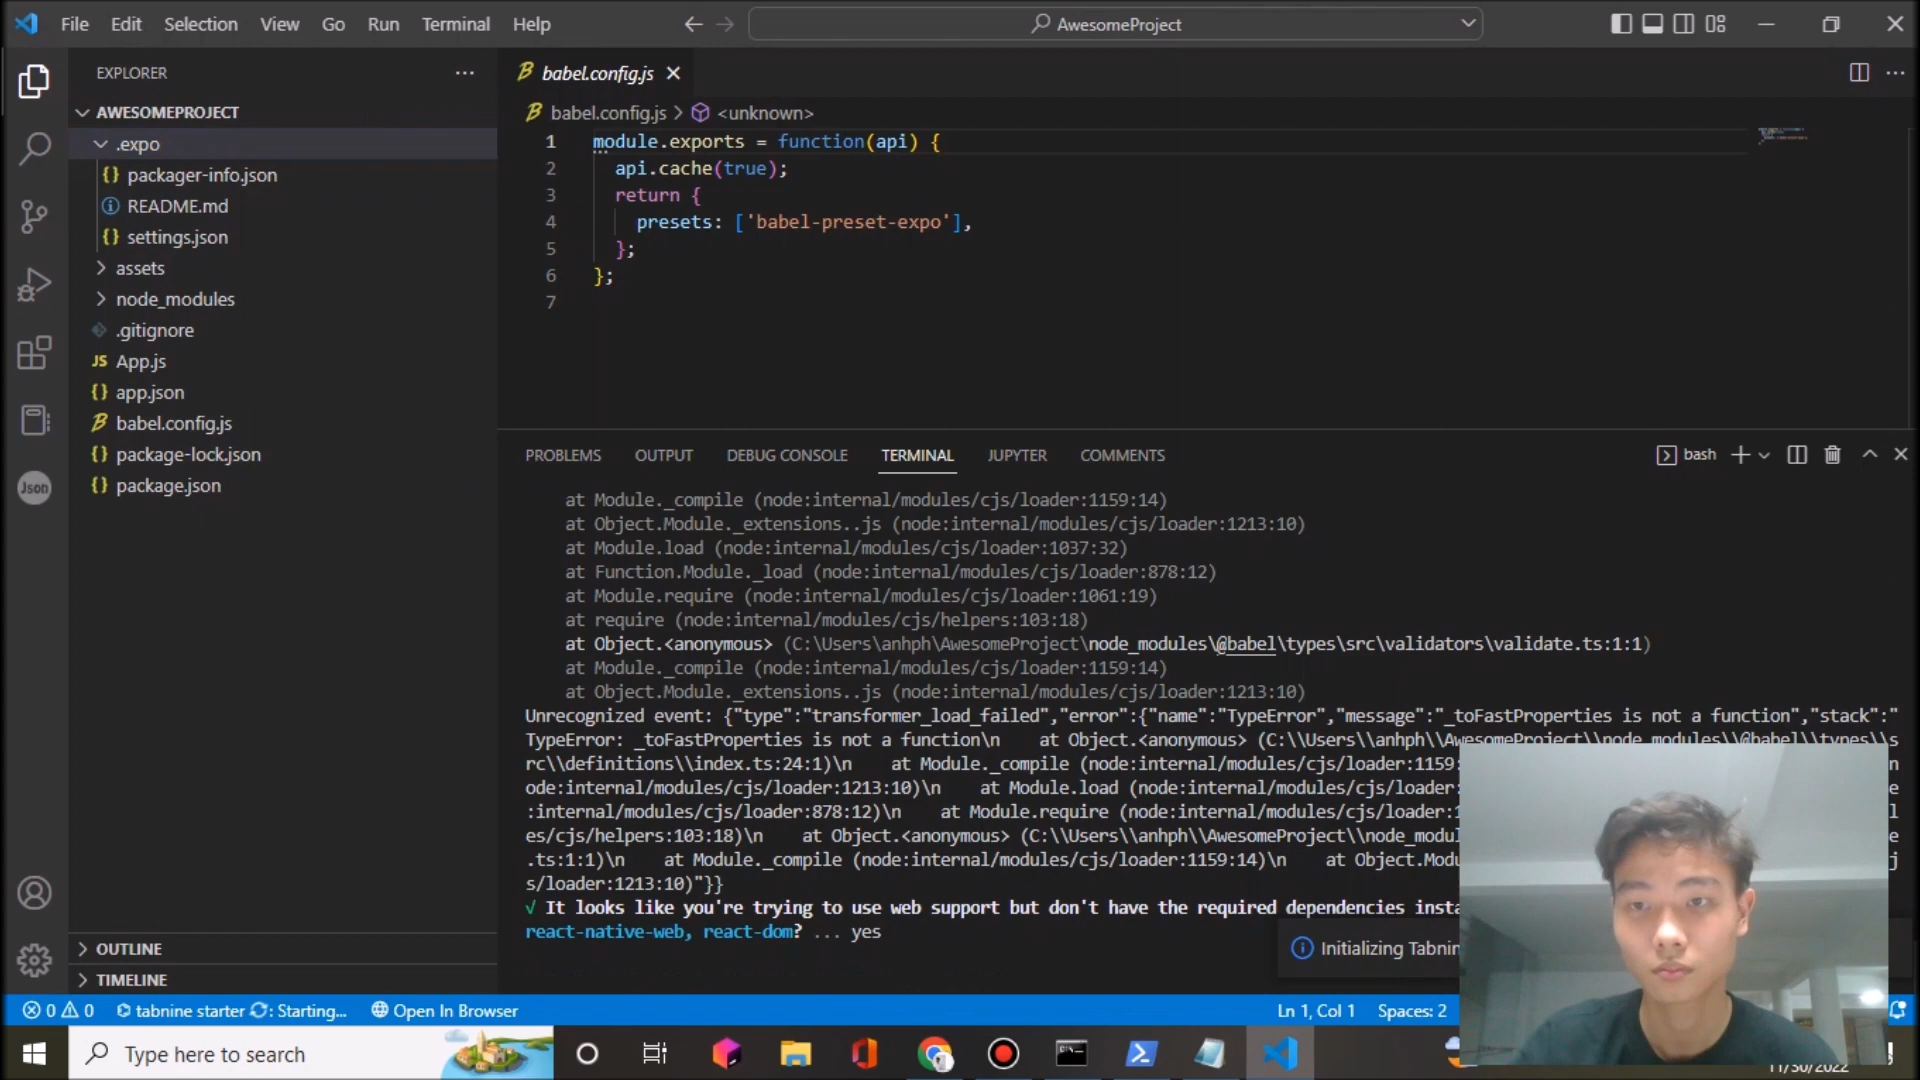 File Edit Selection View Go Run Terminal Help
AwesomeProject
EXPLORER
AWESOMEPROJECT
.expo
packager-info.json
README.md
settings.json
assets
node_modules
.gitignore
JS App.js
app.json
babel.config.js
package-lock.json
package.json
OUTLINE
TIMELINE
Json
babel.config.js
babel.config.js > <unknown>
1 module.exports = function(api) {
2 api.cache(true);
3 return {
4 presets: ['babel-preset-expo'],
5 };
6 };
7
PROBLEMS OUTPUT DEBUG CONSOLE TERMINAL JUPYTER COMMENTS
bash
at Module._compile (node:internal/modules/cjs/loader:1159:14)
at Object.Module._extensions..js (node:internal/modules/cjs/loader:1213:10)
at Module.load (node:internal/modules/cjs/loader:1037:32)
at Function.Module._load (node:internal/modules/cjs/loader:878:12)
at Module.require (node:internal/modules/cjs/loader:1061:19)
at require (node:internal/modules/cjs/helpers:103:18)
at Object.<anonymous> (C:\Users\anhph\AwesomeProject\node_modules\@babel\types\src\validators\validate.ts:1:1)
at Module._compile (node:internal/modules/cjs/loader:1159:14)
at Object.Module._extensions..js (node:internal/modules/cjs/loader:1213:10)
Unrecognized event: {"type":"transformer_load_failed","error":{"name":"TypeError","message":"_toFastProperties is not a function","stack":"
TypeError: _toFastProperties is not a function\n at Object.<anonymous> (C:\\Users\\anhph\\AwesomeProject\\node_modules\\@babel\\types\\s
rc\\definitions\\index.ts:24:1)\n at Module._compile (node:internal/modules/cjs/loader:1159: n
ode:internal/modules/cjs/loader:1213:10)\n at Module.load (node:internal/modules/cjs/loader: e
:internal/modules/cjs/loader:878:12)\n at Module.require (node:internal/modules/cjs/loader: l
es/cjs/helpers:103:18)\n at Object.<anonymous> (C:\\Users\\anhph\\AwesomeProject\\node_modul e
.ts:1:1)\n at Module._compile (node:internal/modules/cjs/loader:1159:14)\n at Object.Modu j
s/loader:1213:10)"}}
√ It looks like you're trying to use web support but don't have the required dependencies insta
react-native-web, react-dom? ... yes
Initializing Tabnin
0 0 tabnine starter : Starting... Open In Browser
Ln 1, Col 1 Spaces: 2
Type here to search
11/30/2022